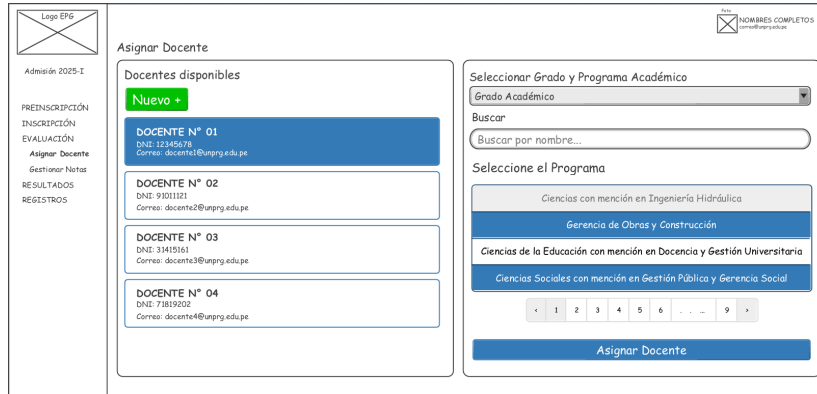 Logo EPG
Foto
NOMBRES COMPLETOS
correo@unprg.edu.pe
Admisión 2025-I
PREINSCRIPCIÓN
INSCRIPCIÓN
EVALUACIÓN
Asignar Docente
Gestionar Notas
RESULTADOS
REGISTROS
Asignar Docente
Docentes disponibles
Nuevo +
DOCENTE N° 01
DNI: 12345678
Correo: docente1@unprg.edu.pe
DOCENTE N° 02
DNI: 91011121
Correo: docente2@unprg.edu.pe
DOCENTE N° 03
DNI: 31415161
Correo: docente3@unprg.edu.pe
DOCENTE N° 04
DNI: 71819202
Correo: docente4@unprg.edu.pe
Seleccionar Grado y Programa Académico
Grado Académico
Buscar
Buscar por nombre...
Seleccione el Programa
Ciencias con mención en Ingeniería Hidráulica
Gerencia de Obras y Construcción
Ciencias de la Educación con mención en Docencia y Gestión Universitaria
Ciencias Sociales con mención en Gestión Pública y Gerencia Social
‹ 1 2 3 4 5 6 . . … 9 ›
Asignar Docente